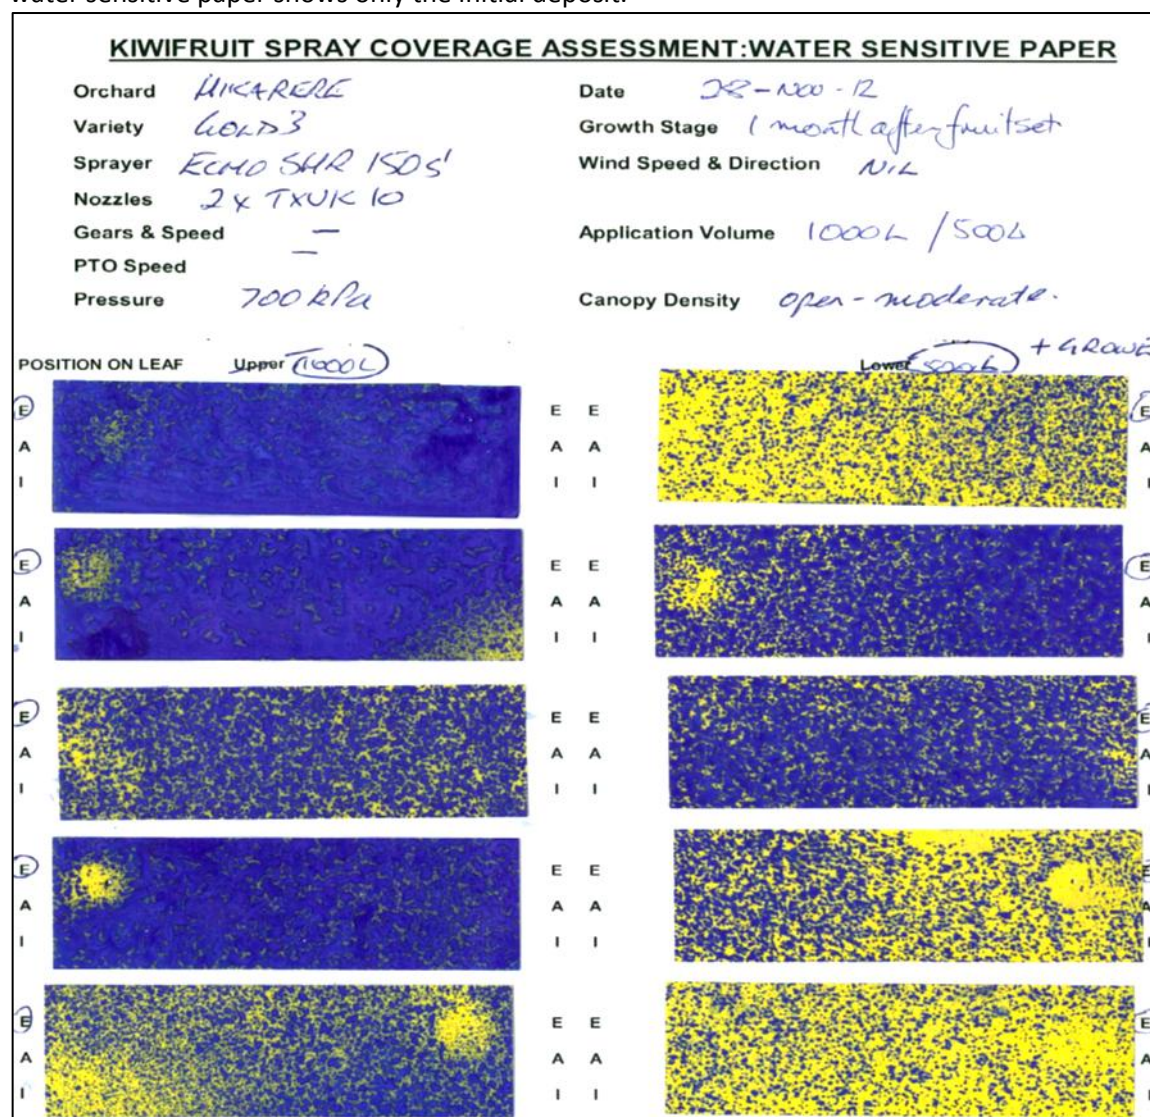 water sensitive paper shows only the initial deposit.
KIWIFRUIT SPRAY COVERAGE ASSESSMENT:WATER SENSITIVE PAPER
Orchard HIKARERE Date 28-NOV-12
Variety GOLD3 Growth Stage 1 month after fruitset
Sprayer ECHO SHR 150S' Wind Speed & Direction NIL
Nozzles 2x TXVK 10
Gears & Speed —
Application Volume 1000L / 500L
PTO Speed —
Pressure 700 kPa Canopy Density open-moderate.
POSITION ON LEAF Upper 1000L Lower 500L
E E E E
A A A A
I I I I
E E E E
A A A A
I I I I
E E E E
A A A A
I I I I
E E E E
A A A A
I I I I
E E E E
A A A A
I I I I